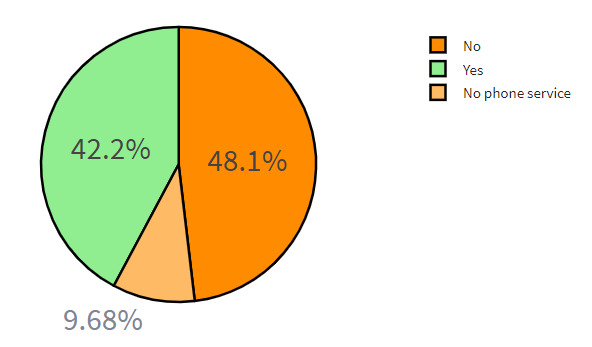 No
Yes
No phone service
42.2%
48.1%
9.68%